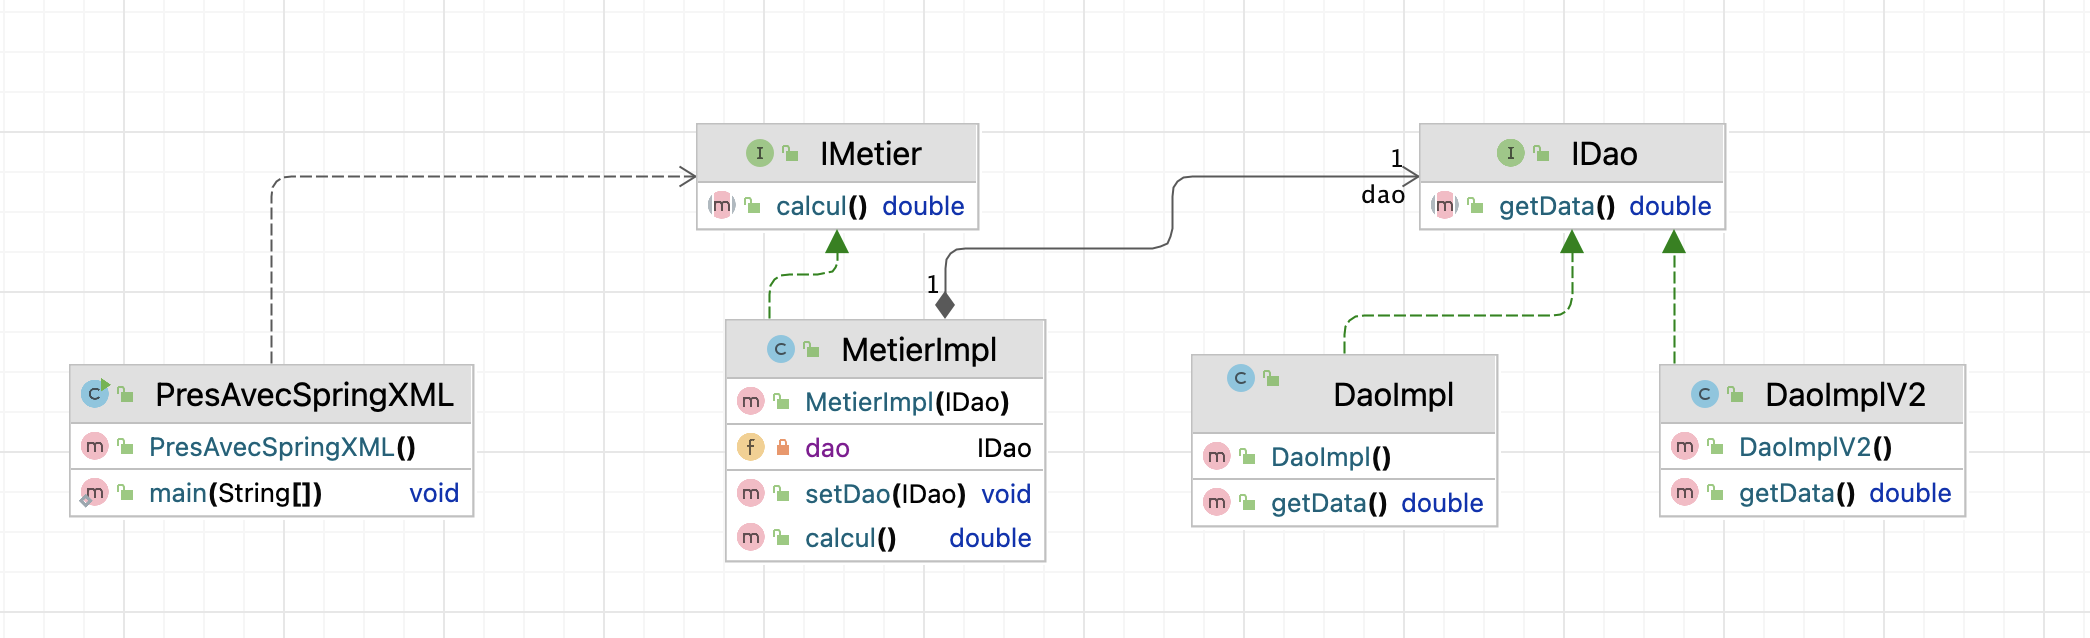 IMetier
calcul() double
1
dao
IDao
getData() double
1
PresAvecSpringXML
PresAvecSpringXML()
main(String[]) void
MetierImpl
MetierImpl(IDao)
dao IDao
setDao(IDao) void
calcul() double
DaoImpl
DaoImpl()
getData() double
DaoImplV2
DaoImplV2()
getData() double